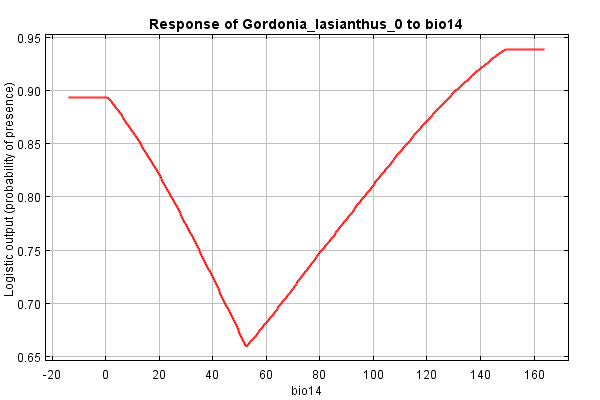 Response of Gordonia_lasianthus_0 to bio14
Logistic output (probability of presence)
0.95
0.90
0.85
0.80
0.75
0.70
0.65
-20 0 20 40 60 80 100 120 140 160
bio14